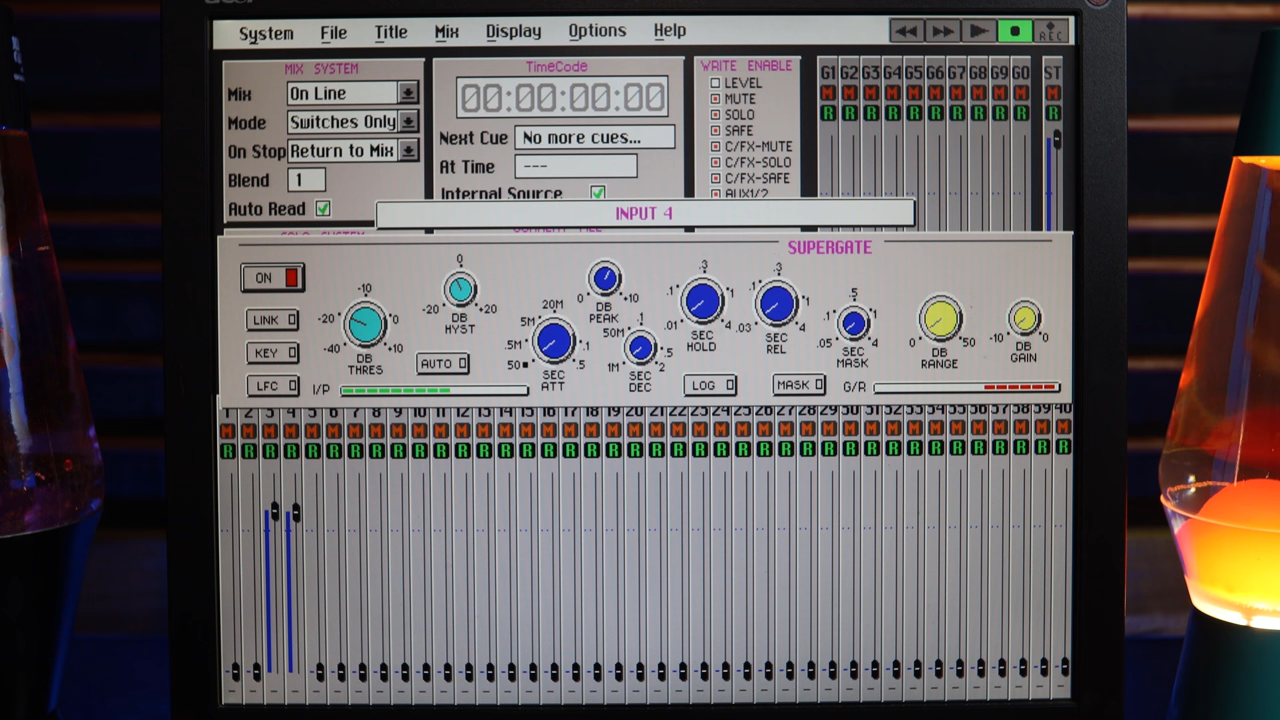 System File Title Mix Display Options Help
REC
MIX SYSTEM
Mix On Line
Mode Switches Only
On Stop Return to Mix
Blend 1
Auto Read
TimeCode
00:00:00:00
Next Cue No more cues...
At Time ---
Internal Source
WRITE ENABLE
LEVEL
MUTE
SOLO
SAFE
C/FX-MUTE
C/FX-SOLO
C/FX-SAFE
AUX1/2
G1 G2 G3 G4 G5 G6 G7 G8 G9 G0 ST
M M M M M M M M M M M
R R R R R R R R R R R
INPUT 4
SUPERGATE
ON
LINK
KEY
LFC
I/P
-40 -20 -10 0 +10
DB
THRES
-20 0 +20
DB
HYST
AUTO
50 .5M 5M 20M .1 .5
SEC
ATT
0 +10
DB
PEAK
1M 50M .1 .5 2
SEC
DEC
.01 .1 .3 1 4
SEC
HOLD
LOG
.03 .1 .3 1 4
SEC
REL
MASK
.05 .1 .5 1 4
SEC
MASK
G/R
0 50
DB
RANGE
-10 0
DB
GAIN
1 2 3 4 5 6 7 8 9 10 11 12 13 14 15 16 17 18 19 20 21 22 23 24 25 26 27 28 29 30 31 32 33 34 35 36 37 38 39 40
M M M M M M M M M M M M M M M M M M M M M M M M M M M M M M M M M M M M M M M M
R R R R R R R R R R R R R R R R R R R R R R R R R R R R R R R R R R R R R R R R